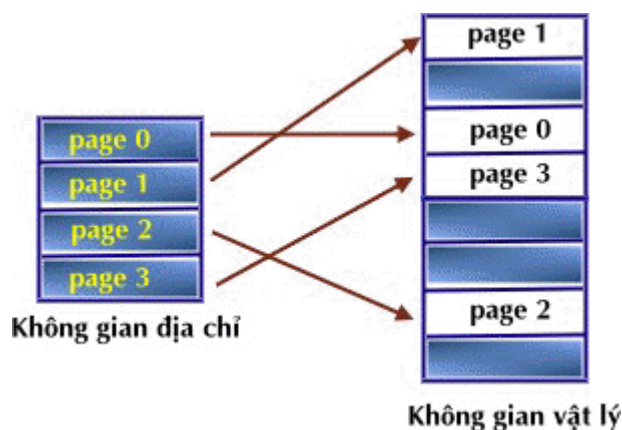 page 0
page 1
page 2
page 3
Không gian địa chỉ
page 1
page 0
page 3
page 2
Không gian vật lý